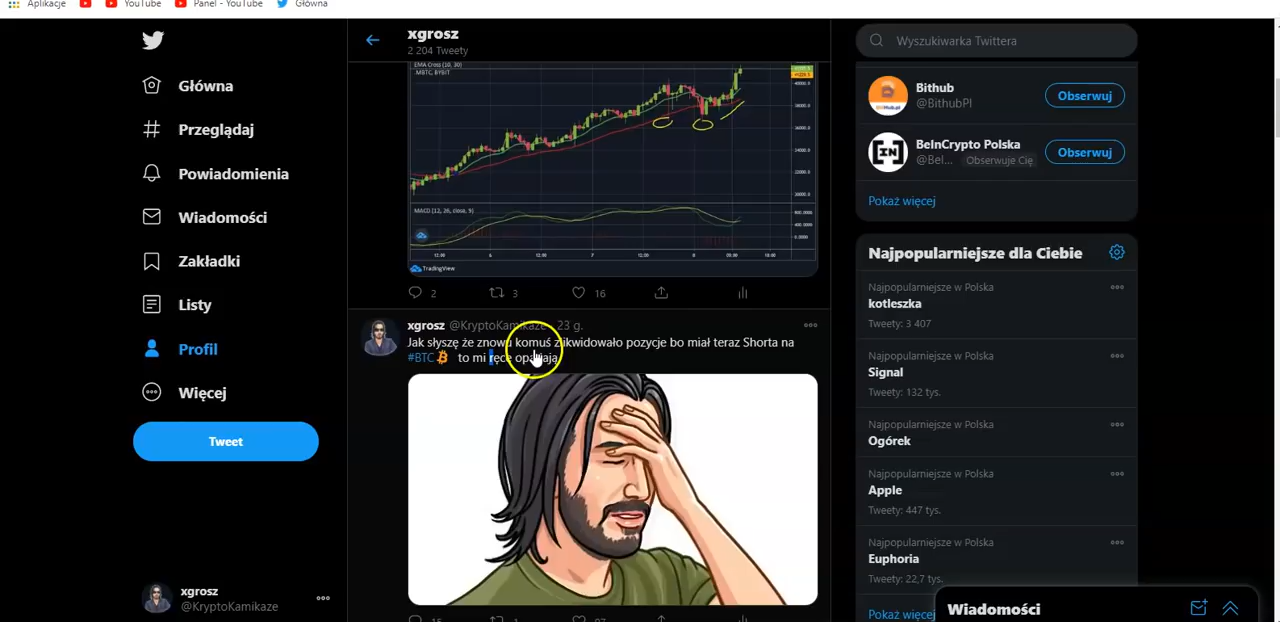 Aplikacje YouTube Panel - YouTube Główna
xgrosz
2 204 Tweety
Wyszukiwarka Twittera
Główna
Przeglądaj
Powiadomienia
Wiadomości
Zakładki
Listy
Profil
Więcej
Tweet
xgrosz
@KryptoKamikaze
EMA Cross (10, 30)
.MBTC, BYBIT
MACD (12, 26, close, 9)
TradingView
2 3 16
xgrosz @KryptoKamikaze · 23 g.
Jak słyszę że znowu komuś zlikwidowało pozycje bo miał teraz Shorta na
#BTC to mi ręce opadają
Bithub
@BithubPl
Obserwuj
BeInCrypto Polska
@BeI... Obserwuje Cię
Obserwuj
Pokaż więcej
Najpopularniejsze dla Ciebie
Najpopularniejsze w Polska
kotleszka
Tweety: 3 407
Najpopularniejsze w Polska
Signal
Tweety: 132 tys.
Najpopularniejsze w Polska
Ogórek
Najpopularniejsze w Polska
Apple
Tweety: 447 tys.
Najpopularniejsze w Polska
Euphoria
Tweety: 22,7 tys.
Pokaż więcej
Wiadomości